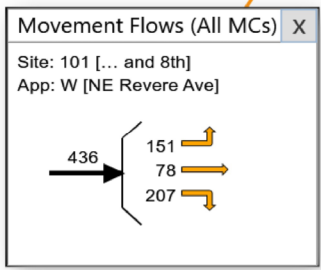 Movement Flows (All MCs) X
Site: 101 [... and 8th]
App: W [NE Revere Ave]
436
151
78
207